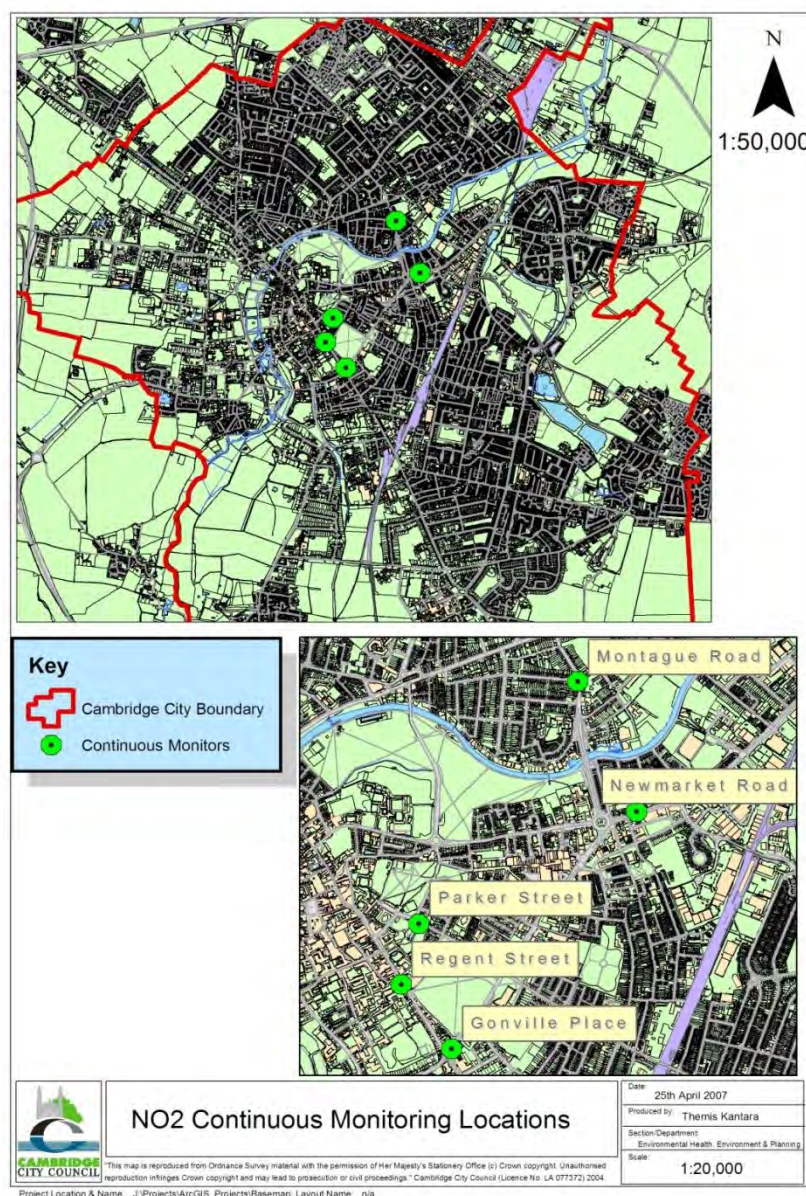 N
1:50,000
Key
Cambridge City Boundary
Continuous Monitors
Montague Road
Newmarket Road
Parker Street
Regent Street
Gonville Place
CAMBRIDGE
CITY COUNCIL
NO2 Continuous Monitoring Locations
"This map is reproduced from Ordnance Survey material with the permission of Her Majesty's Stationery Office (c) Crown copyright. Unauthorised
reproduction infringes Crown copyright and may lead to prosecution or civil proceedings." Cambridge City Council (Licence No. LA 077372) 2004.
Date:
25th April 2007
Produced by: Themis Kantara
Section/Department:
Environmental Health, Environment & Planning
Scale:
1:20,000
Project Location & Name: J:\Projects\ArcGIS_Projects\Basemap, Layout Name: n/a